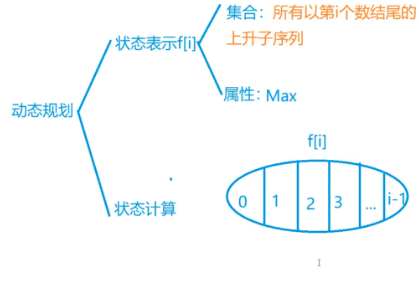 集合：所有以第i个数结尾的
上升子序列
状态表示f[i]
属性：Max
动态规划
f[i]
0 1 2 3 ... i-1
状态计算